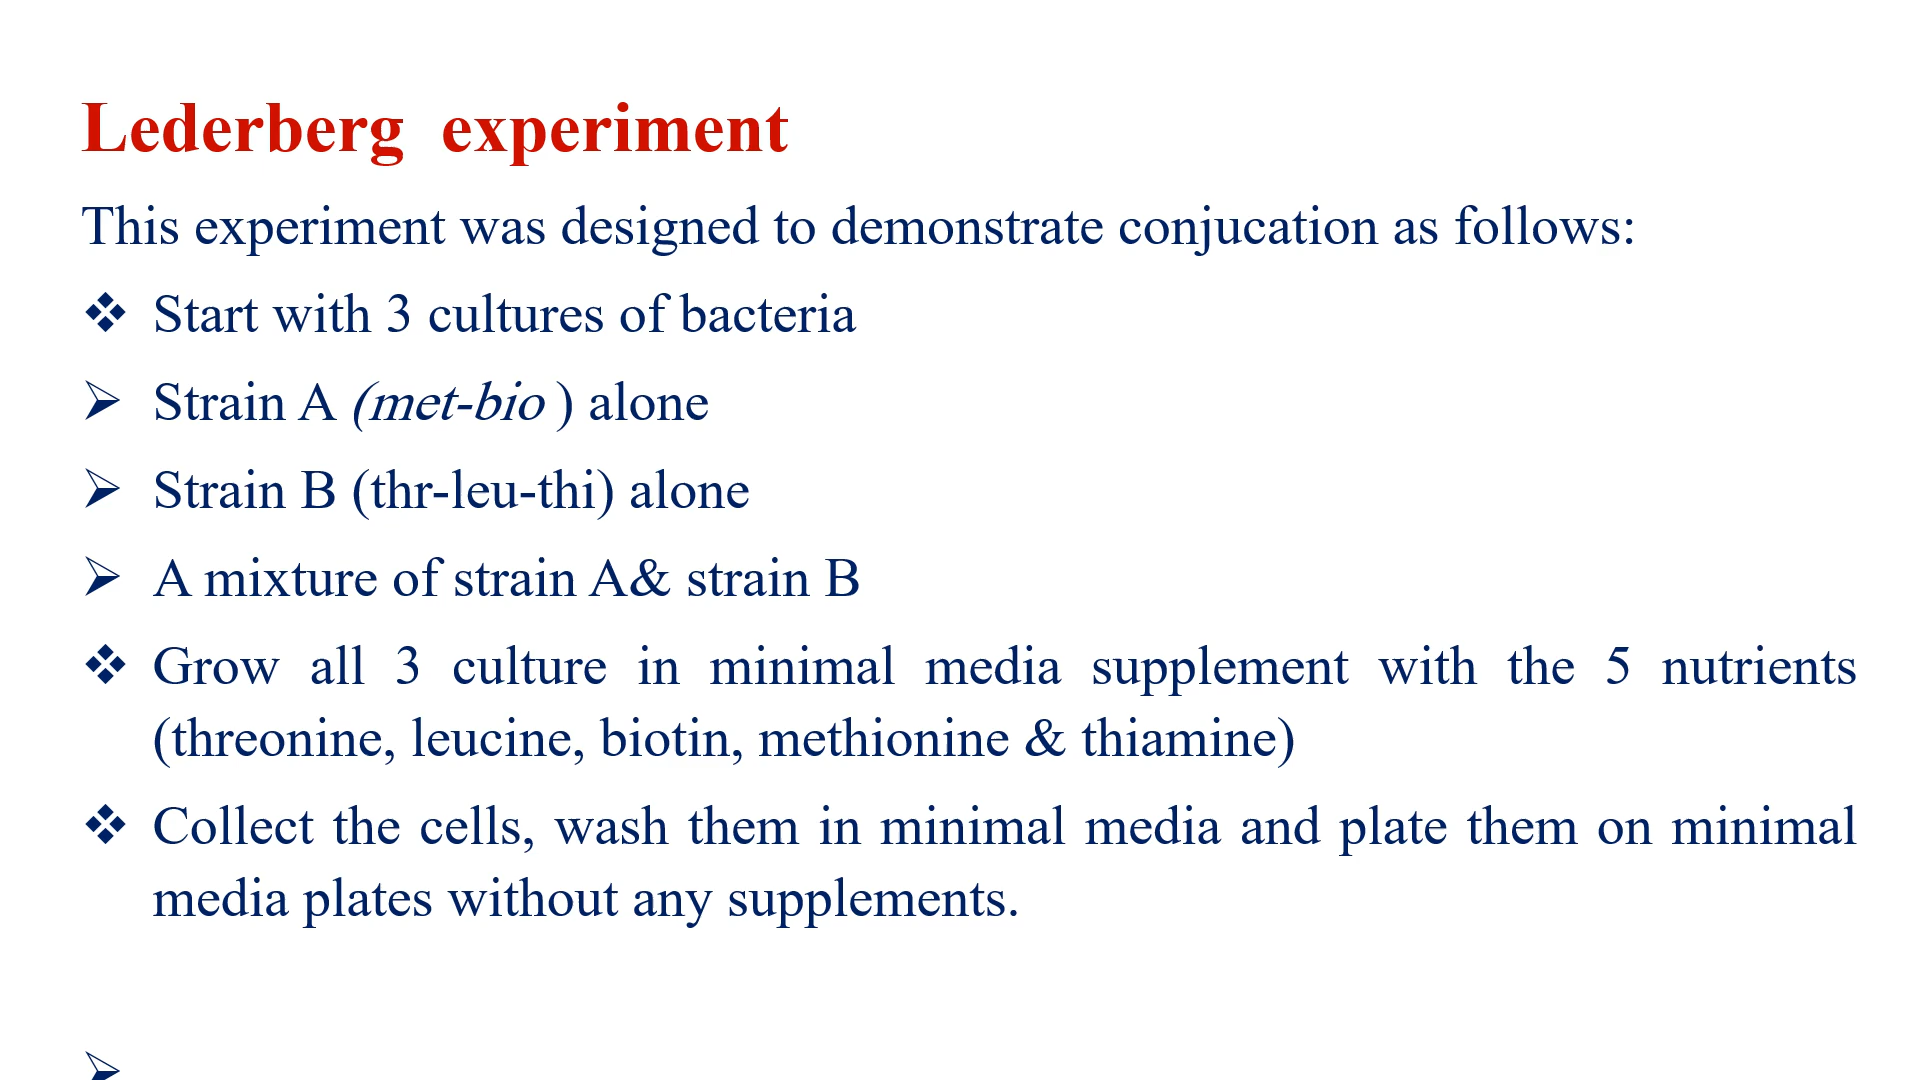 Lederberg experiment
This experiment was designed to demonstrate conjucation as follows:
❖ Start with 3 cultures of bacteria
➢ Strain A (met-bio ) alone
➢ Strain B (thr-leu-thi) alone
➢ A mixture of strain A& strain B
❖ Grow all 3 culture in minimal media supplement with the 5 nutrients
(threonine, leucine, biotin, methionine & thiamine)
❖ Collect the cells, wash them in minimal media and plate them on minimal
media plates without any supplements.
➢